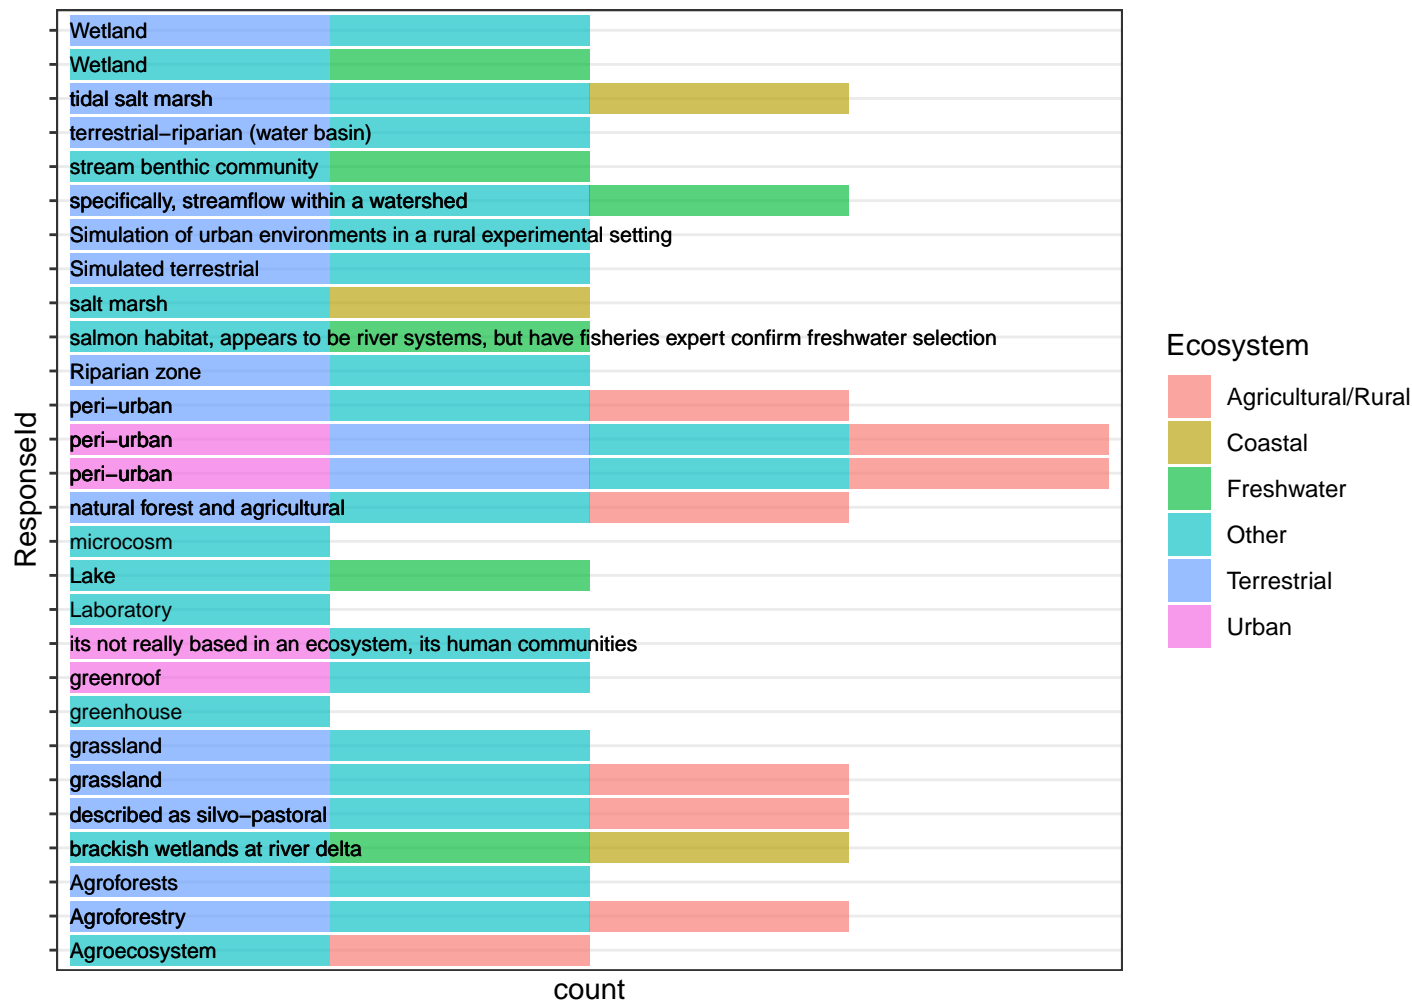 Wetland
Wetland
tidal salt marsh
terrestrial−riparian (water basin)
stream benthic community
specifically, streamflow within a watershed
Simulation of urban environments in a rural experimental setting
Simulated terrestrial
salt marsh
salmon habitat, appears to be river systems, but have fisheries expert confirm freshwater selection
Riparian zone
peri−urban
peri−urban
peri−urban
natural forest and agricultural
microcosm
Lake
Laboratory
its not really based in an ecosystem, its human communities
greenroof
greenhouse
grassland
grassland
described as silvo−pastoral
brackish wetlands at river delta
Agroforests
Agroforestry
Agroecosystem
ResponseId
count
Ecosystem
Agricultural/Rural
Coastal
Freshwater
Other
Terrestrial
Urban